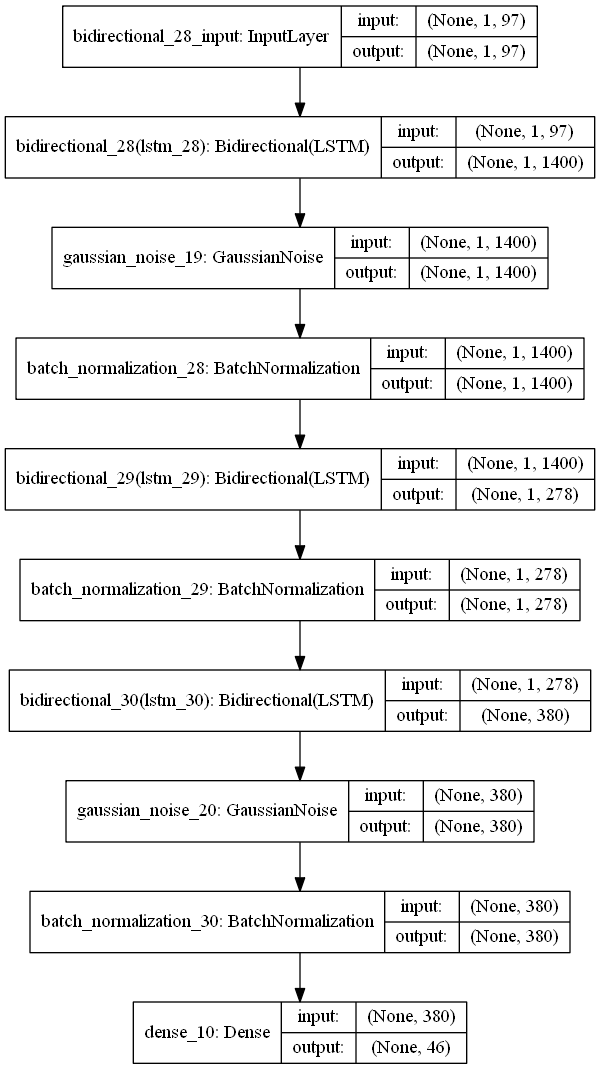 bidirectional_28_input: InputLayer
input: (None, 1, 97)
output: (None, 1, 97)
bidirectional_28(lstm_28): Bidirectional(LSTM)
input: (None, 1, 97)
output: (None, 1, 1400)
gaussian_noise_19: GaussianNoise
input: (None, 1, 1400)
output: (None, 1, 1400)
batch_normalization_28: BatchNormalization
input: (None, 1, 1400)
output: (None, 1, 1400)
bidirectional_29(lstm_29): Bidirectional(LSTM)
input: (None, 1, 1400)
output: (None, 1, 278)
batch_normalization_29: BatchNormalization
input: (None, 1, 278)
output: (None, 1, 278)
bidirectional_30(lstm_30): Bidirectional(LSTM)
input: (None, 1, 278)
output: (None, 380)
gaussian_noise_20: GaussianNoise
input: (None, 380)
output: (None, 380)
batch_normalization_30: BatchNormalization
input: (None, 380)
output: (None, 380)
dense_10: Dense
input: (None, 380)
output: (None, 46)